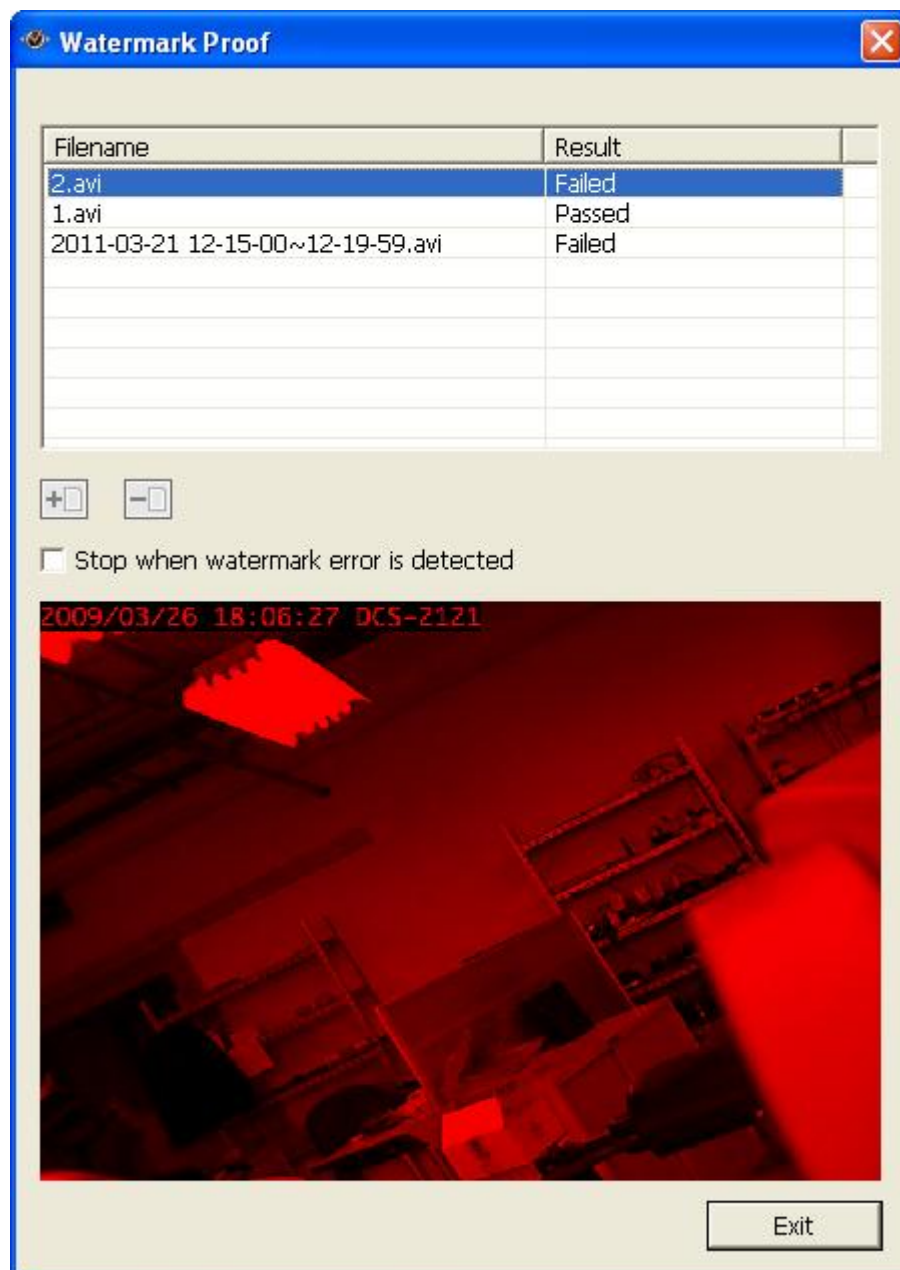 Watermark Proof
Filename Result
2.avi Failed
1.avi Passed
2011-03-21 12-15-00~12-19-59.avi Failed
Stop when watermark error is detected
2009/03/26 18:06:27 DCS-2121
Exit